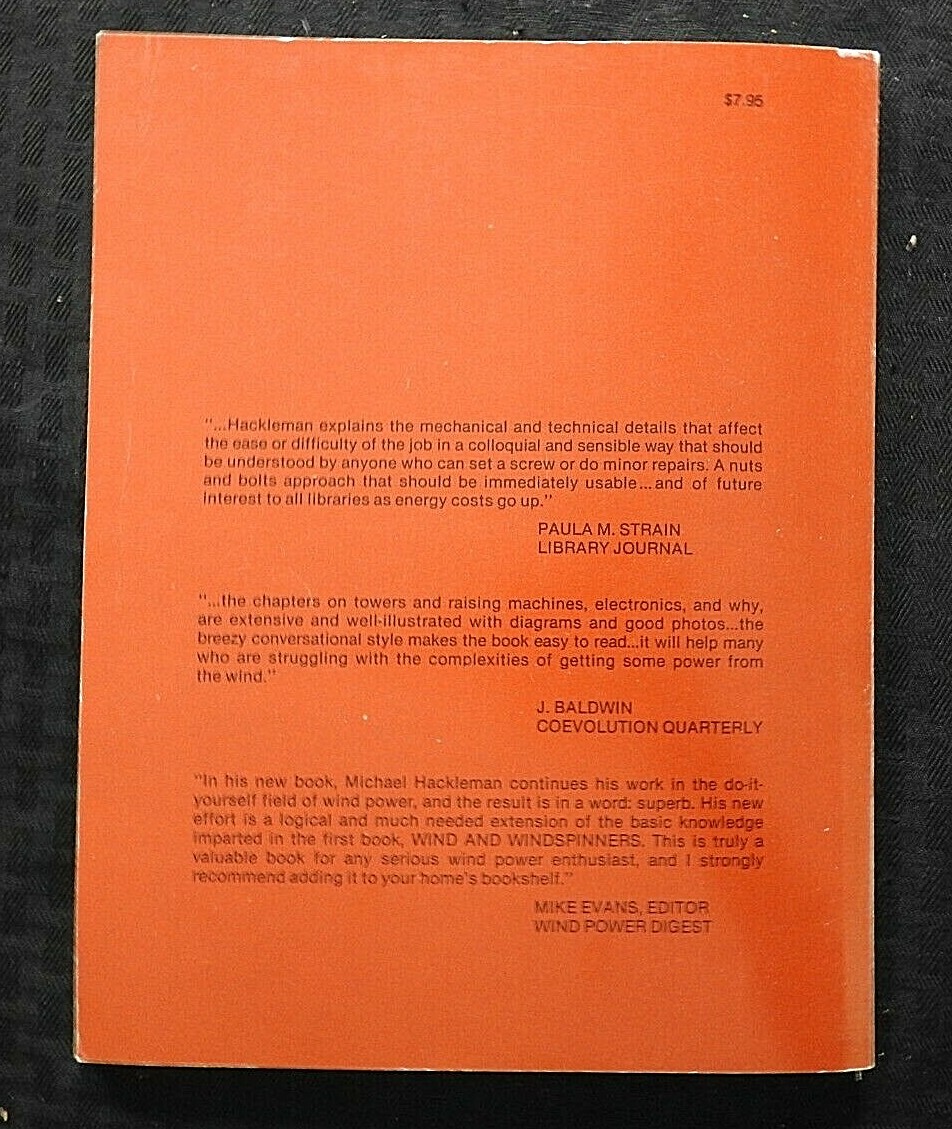 $7.95
"...Hackleman explains the mechanical and technical details that affect
the ease or difficulty of the job in a colloquial and sensible way that should
be understood by anyone who can set a screw or do minor repairs. A nuts
and bolts approach that should be immediately usable...and of future
interest to all libraries as energy costs go up."
PAULA M. STRAIN
LIBRARY JOURNAL
"...the chapters on towers and raising machines, electronics, and why,
are extensive and well-illustrated with diagrams and good photos...the
breezy conversational style makes the book easy to read...it will help many
who are struggling with the complexities of getting some power from
the wind."
J. BALDWIN
COEVOLUTION QUARTERLY
"In his new book, Michael Hackleman continues his work in the do-it-
yourself field of wind power, and the result is in a word: superb. His new
effort is a logical and much needed extension of the basic knowledge
imparted in the first book, WIND AND WINDSPINNERS. This is truly a
valuable book for any serious wind power enthusiast, and I strongly
recommend adding it to your home's bookshelf."
MIKE EVANS, EDITOR
WIND POWER DIGEST